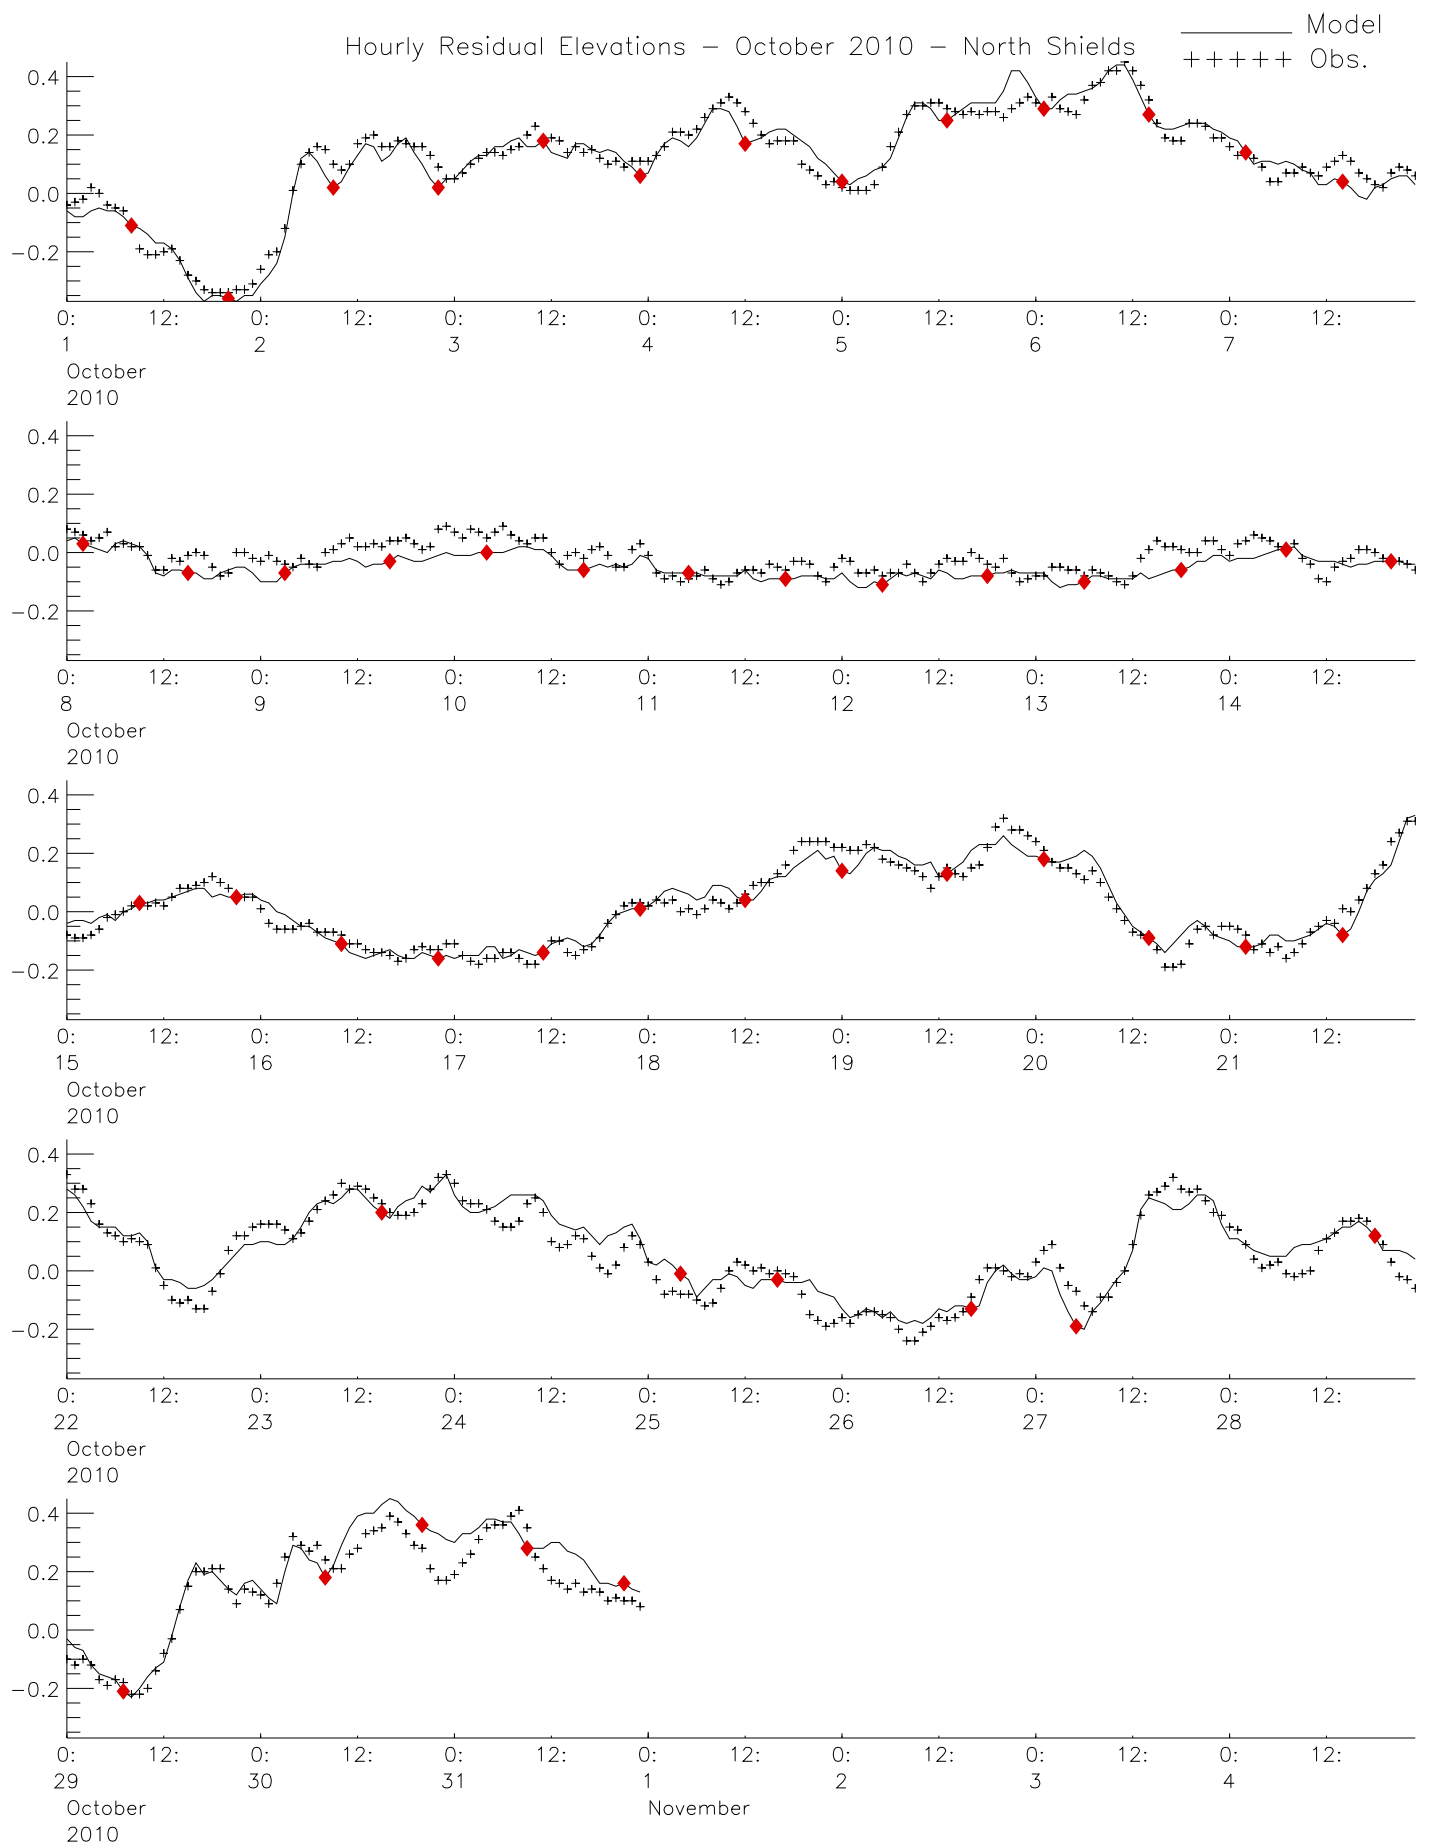 Hourly Residual Elevations – October 2010 – North Shields
Model
+++++ Obs.
0.4
0.2
0.0
−0.2
0: 12: 0: 12: 0: 12: 0: 12: 0: 12: 0: 12: 0: 12:
1 2 3 4 5 6 7
October
2010
0.4
0.2
0.0
−0.2
0: 12: 0: 12: 0: 12: 0: 12: 0: 12: 0: 12: 0: 12:
8 9 10 11 12 13 14
October
2010
0.4
0.2
0.0
−0.2
0: 12: 0: 12: 0: 12: 0: 12: 0: 12: 0: 12: 0: 12:
15 16 17 18 19 20 21
October
2010
0.4
0.2
0.0
−0.2
0: 12: 0: 12: 0: 12: 0: 12: 0: 12: 0: 12: 0: 12:
22 23 24 25 26 27 28
October
2010
0.4
0.2
0.0
−0.2
0: 12: 0: 12: 0: 12: 0: 12: 0: 12: 0: 12: 0: 12:
29 30 31 1 2 3 4
October November
2010